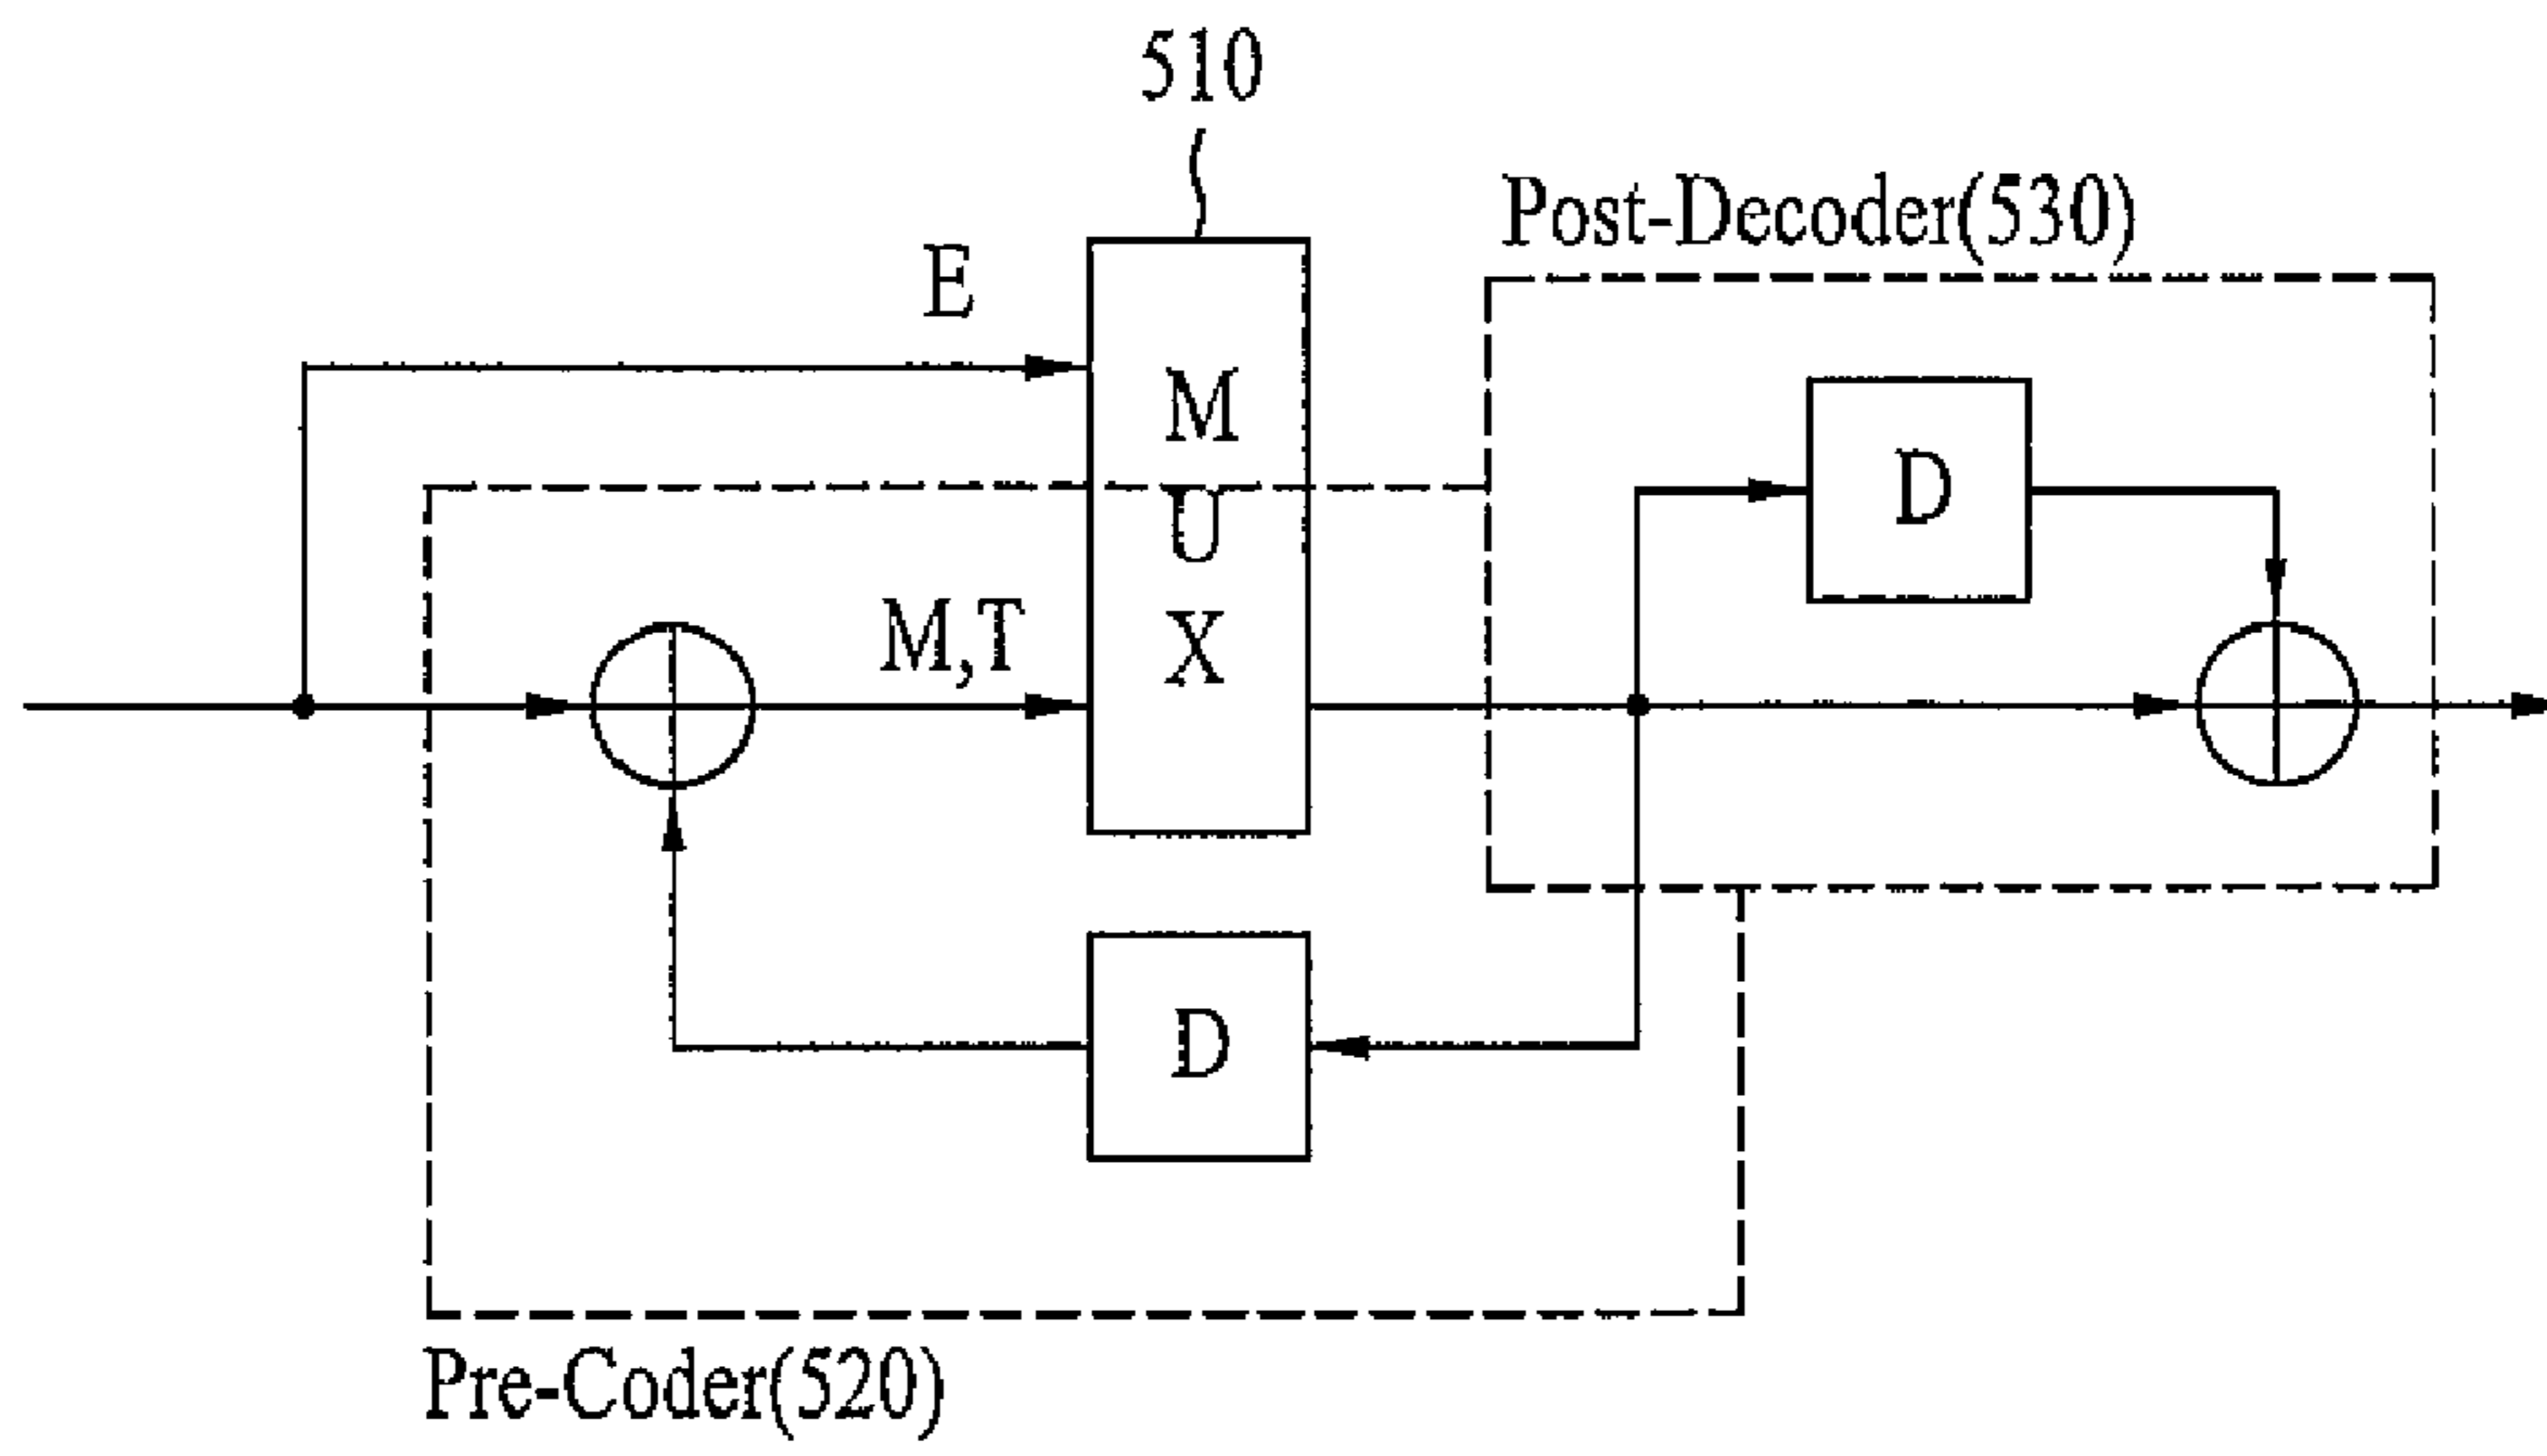 510
Post-Decoder(530)
E
M
U
X
D
M,T
D
Pre-Coder(520)